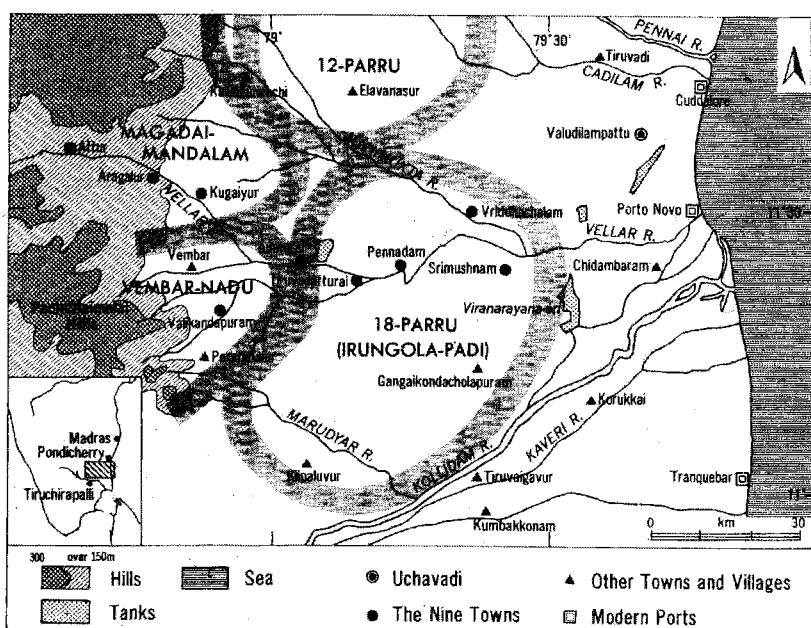 79°
79° 30'
PENNAI R.
12-PARRU
Tiruvadi
CADILAM R.
Elavanasur
Cuddalore
MAGADAI-
MANDALAM
Valudilampattu
Attur
Aragalur
Kugaiyur
Vriddhachalam
Porto Novo
11° 30'
VELLAR R.
Pennadam
Vembar
Srimushnam
Chidambaram
VEMBAR-NADU
Viranarayana-eri
18-PARRU
(IRUNGOLA-PADI)
Gangaikondacholapuram
Korukkai
MARUDYAR R.
KOLLIDAM R.
KAVERI R.
Madras
Pondicherry
Tiruchirapalli
Tiruvaigavur
Tranquebar
11°
Kumbakkonam
0 km 30
300 over 150m
Hills
Sea
Uchavadi
Other Towns and Villages
Tanks
The Nine Towns
Modern Ports